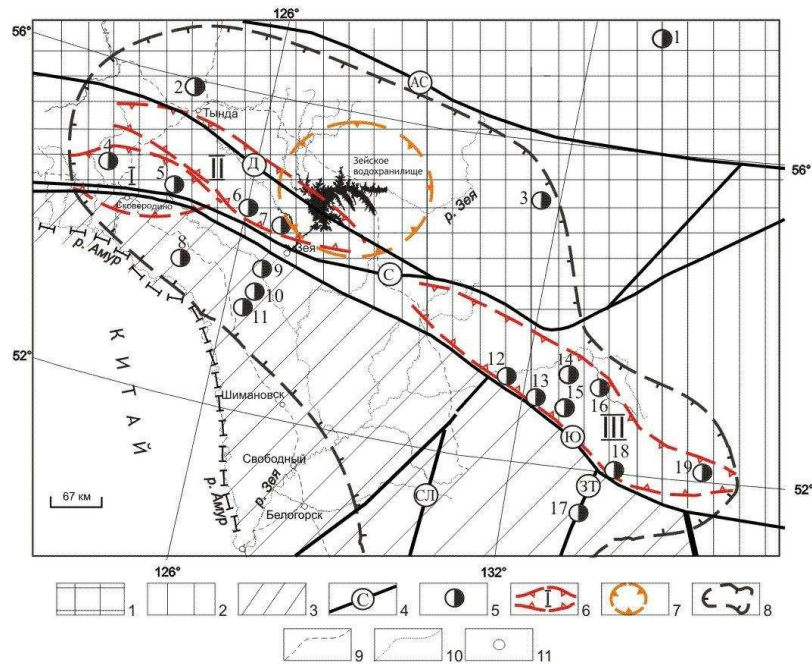 126°
56°
1
АС
2
Тында
56°
Зейское
водохранилище
4
Д
II
р. Зея
I
5
3
Сковородино
6
7
Зея
р. Амур
8
9
С
10
11
КИТАЙ
52°
12
14
13
15
16
Шимановск
III
Ю
18
19
Свободный
р. Зея
ЗТ
67 км
СЛ
52°
р. Амур
17
Белогорск
126°
132°
1
2
3
С
4
5
I
6
7
8
9
10
11